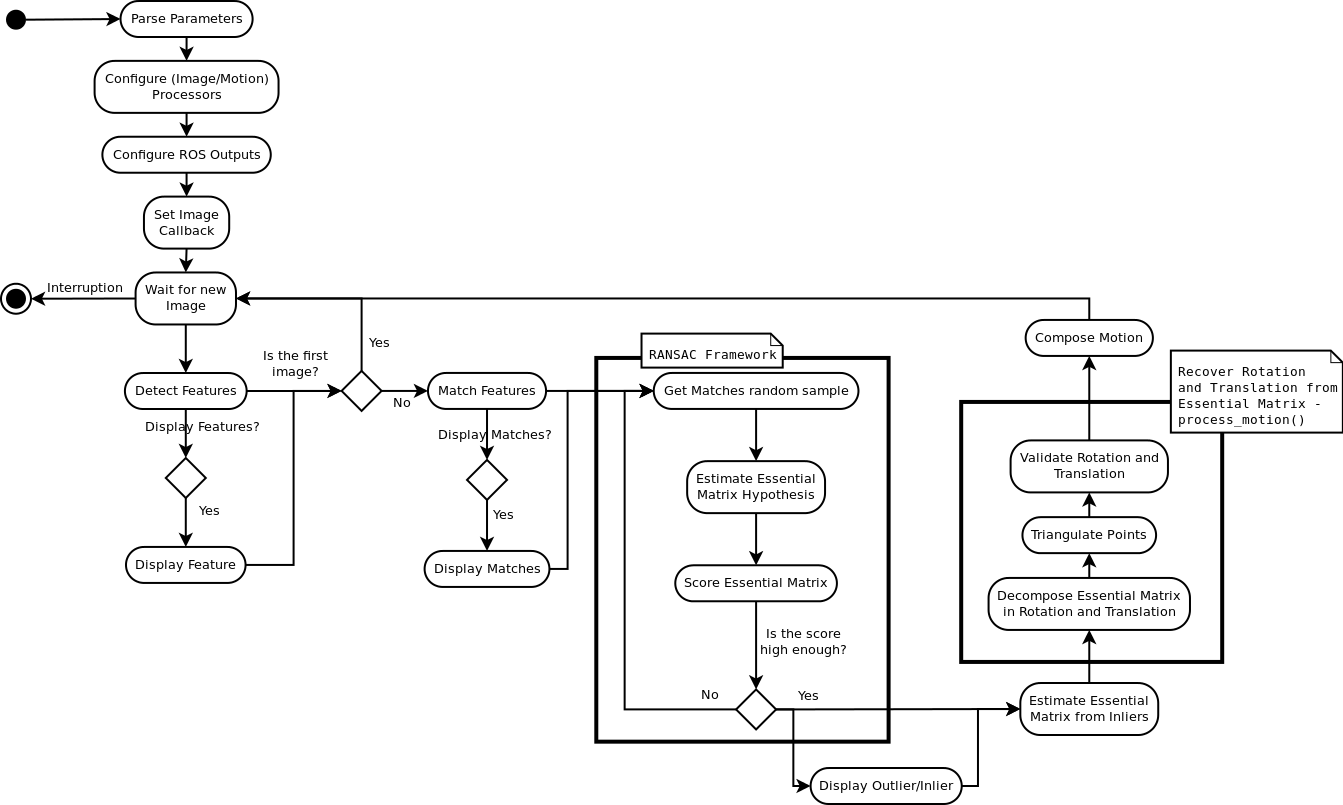 Parse Parameters
Configure (Image/Motion)
Processors
Configure ROS Outputs
Set Image
Callback
Interruption
Wait for new
Image
Detect Features
Display Features?
Yes
Display Feature
Is the first
image?
Yes
No
Match Features
Display Matches?
Yes
Display Matches
RANSAC Framework
Get Matches random sample
Estimate Essential
Matrix Hypothesis
Score Essential Matrix
Is the score
high enough?
No
Yes
Display Outlier/Inlier
Estimate Essential
Matrix from Inliers
Decompose Essential Matrix
in Rotation and Translation
Triangulate Points
Validate Rotation and
Translation
Recover Rotation
and Translation from
Essential Matrix -
process_motion()
Compose Motion